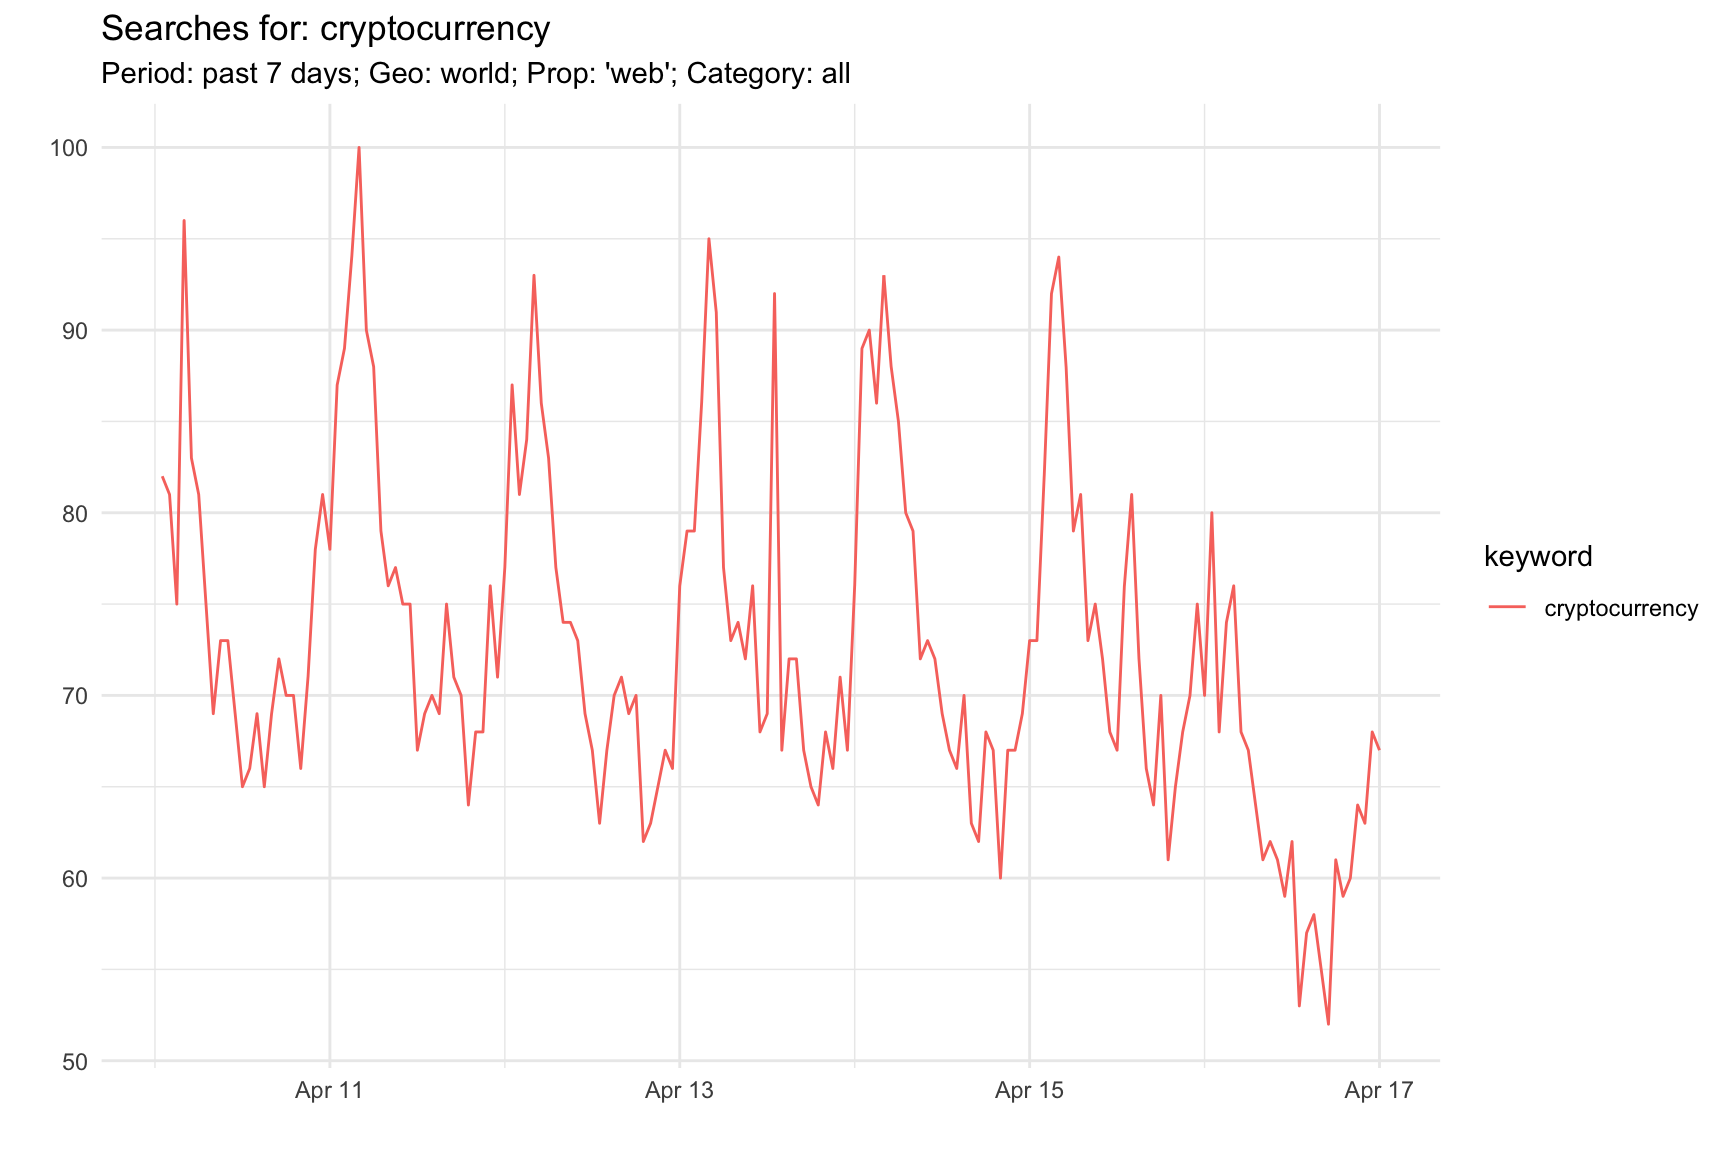 Searches for: cryptocurrency
Period: past 7 days; Geo: world; Prop: 'web'; Category: all
100
90
80
70
60
50
Apr 11
Apr 13
Apr 15
Apr 17
keyword
cryptocurrency